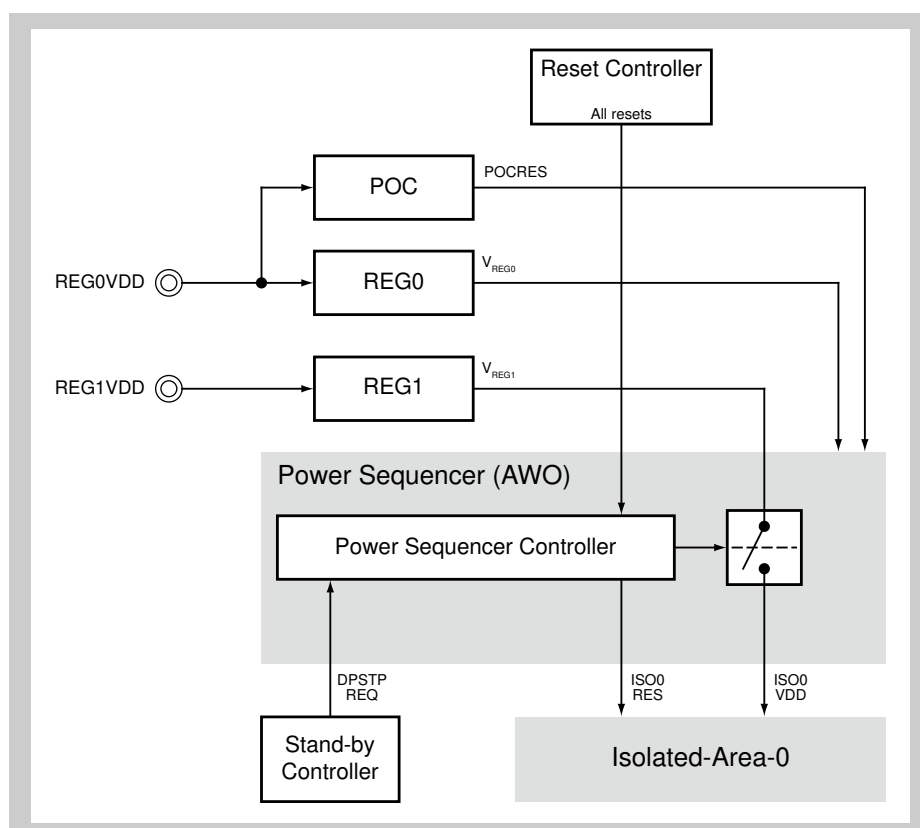 Reset Controller
All resets
POC
POCRES
REG0VDD
REG0
VREG0
REG1VDD
REG1
VREG1
Power Sequencer (AWO)
Power Sequencer Controller
DPSTP
REQ
ISO0
RES
ISO0
VDD
Stand-by
Controller
Isolated-Area-0